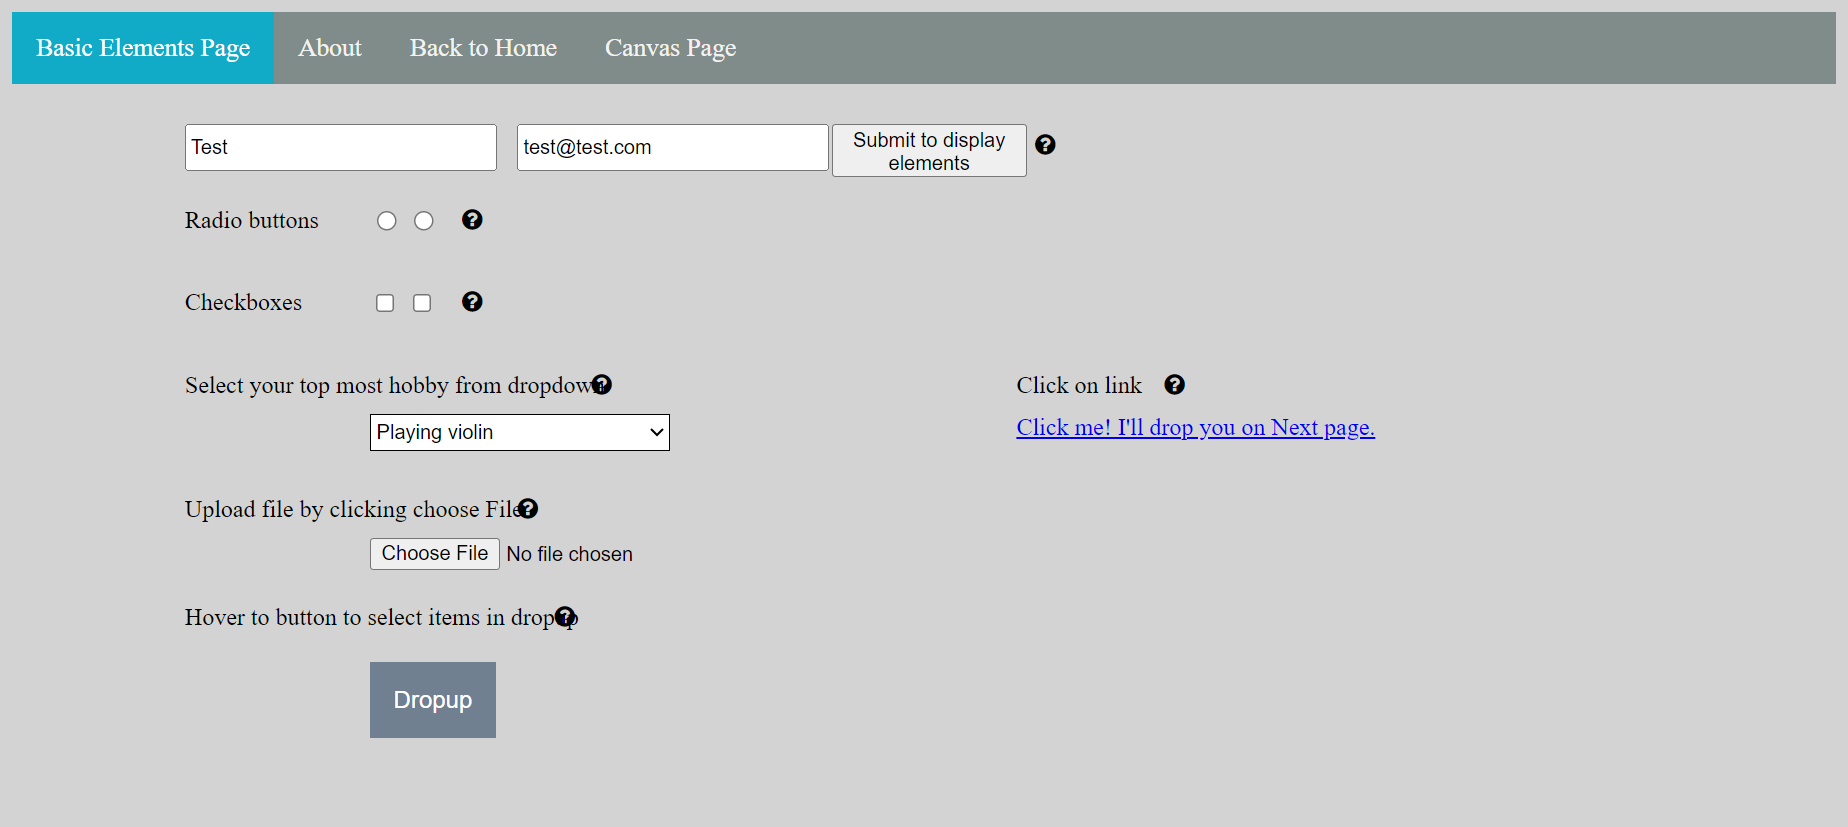 Basic Elements Page About Back to Home Canvas Page
Test test@test.com Submit to display
elements
Radio buttons
Checkboxes
Select your top most hobby from dropdown Click on link
Playing violin Click me! I'll drop you on Next page.
Upload file by clicking choose File
Choose File No file chosen
Hover to button to select items in dropup
Dropup